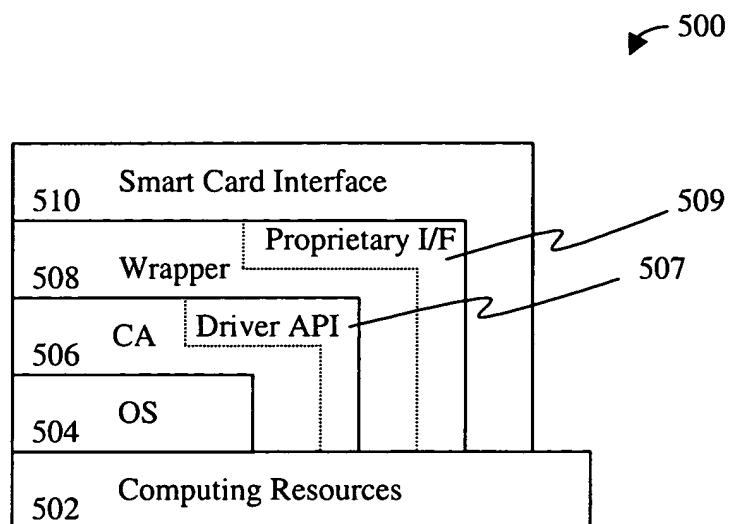 500
Smart Card Interface
510
509
Proprietary I/F
Wrapper
508
507
Driver API
CA
506
OS
504
Computing Resources
502